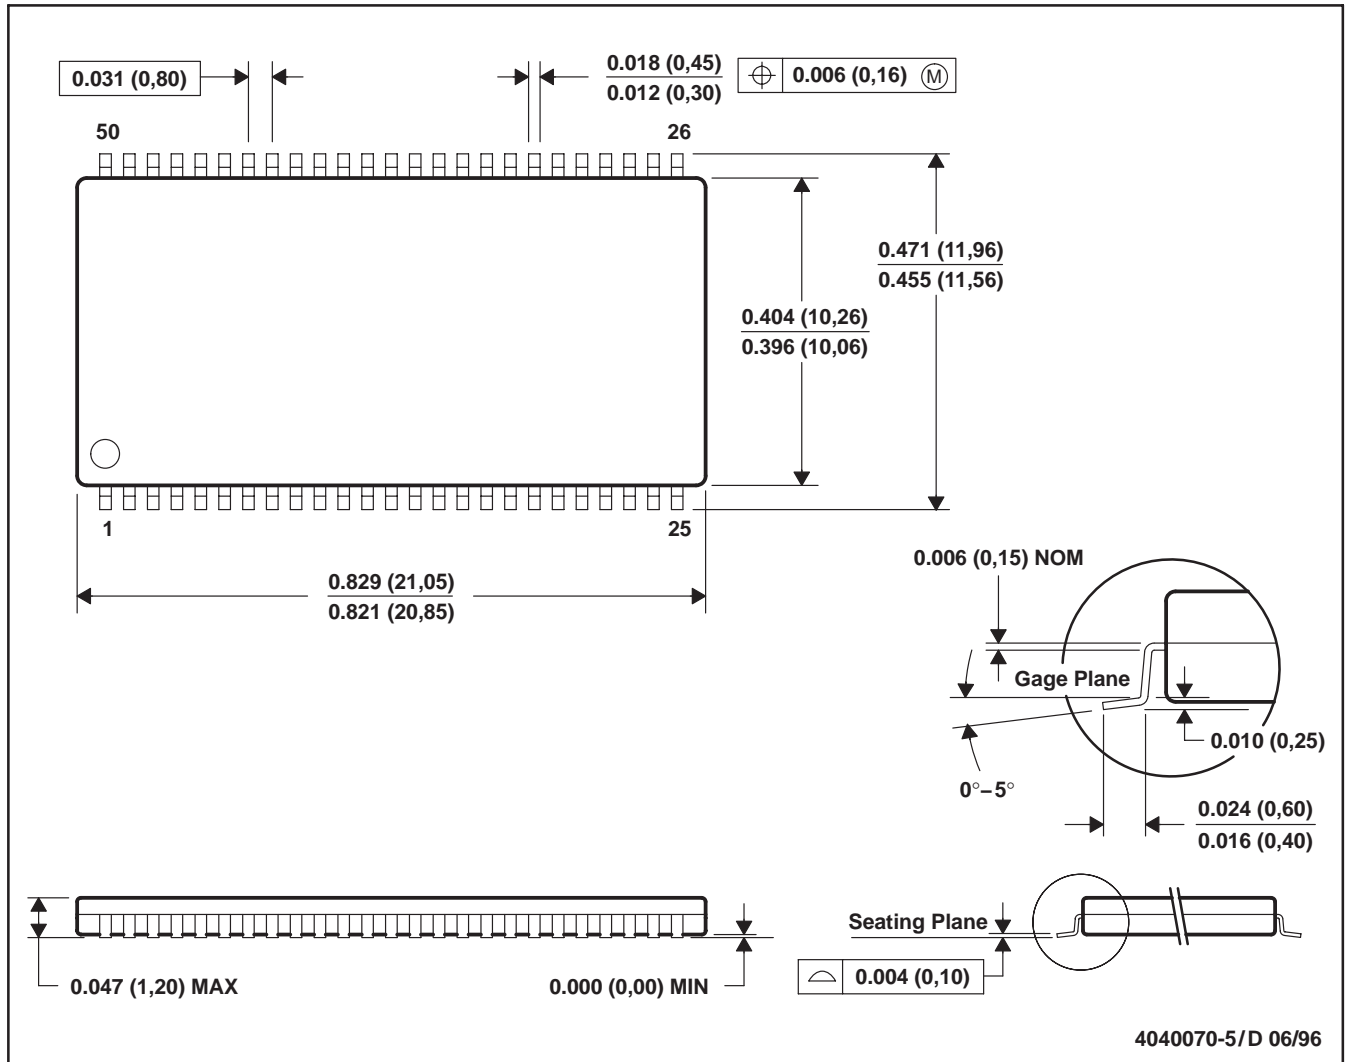 0.031 (0,80)
0.018 (0,45)
0.012 (0,30)
0.006 (0,16) Ⓜ
50
26
0.471 (11,96)
0.455 (11,56)
0.404 (10,26)
0.396 (10,06)
1
25
0.829 (21,05)
0.821 (20,85)
0.006 (0,15) NOM
Gage Plane
0.010 (0,25)
0°–5°
0.024 (0,60)
0.016 (0,40)
Seating Plane
0.047 (1,20) MAX
0.000 (0,00) MIN
0.004 (0,10)
4040070-5/D 06/96